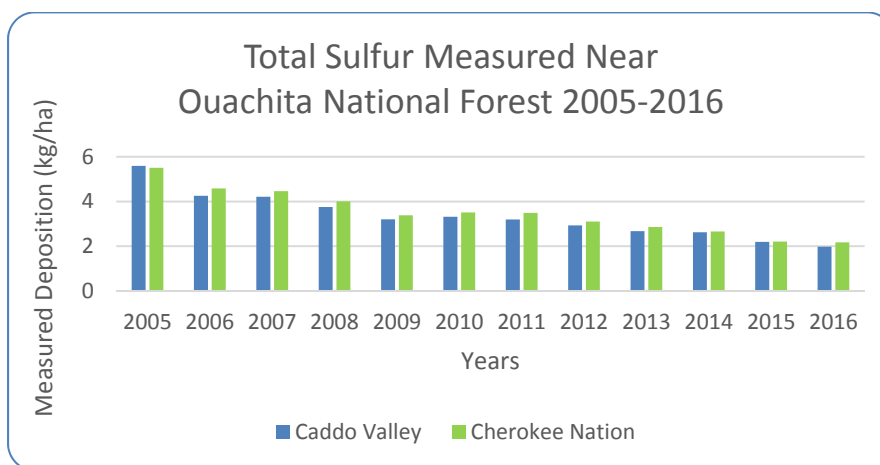 Total Sulfur Measured Near
Ouachita National Forest 2005-2016
Measured Deposition (kg/ha)
6
4
2
0
2005 2006 2007 2008 2009 2010 2011 2012 2013 2014 2015 2016
Years
Caddo Valley Cherokee Nation